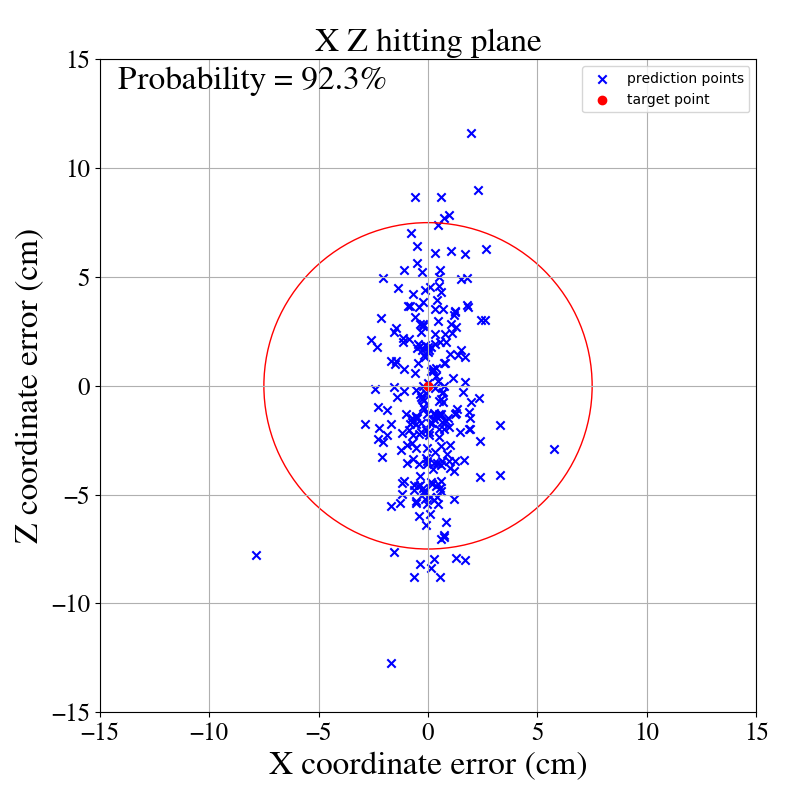 X Z hitting plane
Probability = 92.3%
prediction points
target point
15
10
5
0
−5
−10
−15
Z coordinate error (cm)
−15
−10
−5
0
5
10
15
X coordinate error (cm)